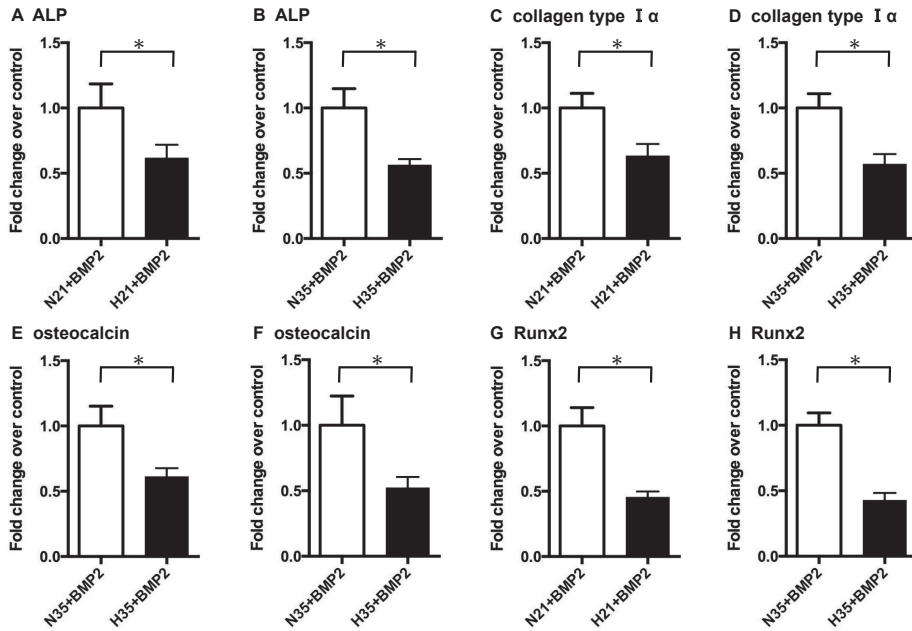 A ALP
B ALP
C collagen type Ⅰ α
D collagen type Ⅰ α
Fold change over control
1.5
1.0
0.5
0.0
*
N21+BMP2
H21+BMP2
Fold change over control
1.5
1.0
0.5
0.0
*
N35+BMP2
H35+BMP2
Fold change over control
1.5
1.0
0.5
0.0
*
N21+BMP2
H21+BMP2
Fold change over control
1.5
1.0
0.5
0.0
*
N35+BMP2
H35+BMP2
E osteocalcin
F osteocalcin
G Runx2
H Runx2
Fold change over control
1.5
1.0
0.5
0.0
*
N35+BMP2
H35+BMP2
Fold change over control
1.5
1.0
0.5
0.0
*
N35+BMP2
H35+BMP2
Fold change over control
1.5
1.0
0.5
0.0
*
N21+BMP2
H21+BMP2
Fold change over control
1.5
1.0
0.5
0.0
*
N35+BMP2
H35+BMP2